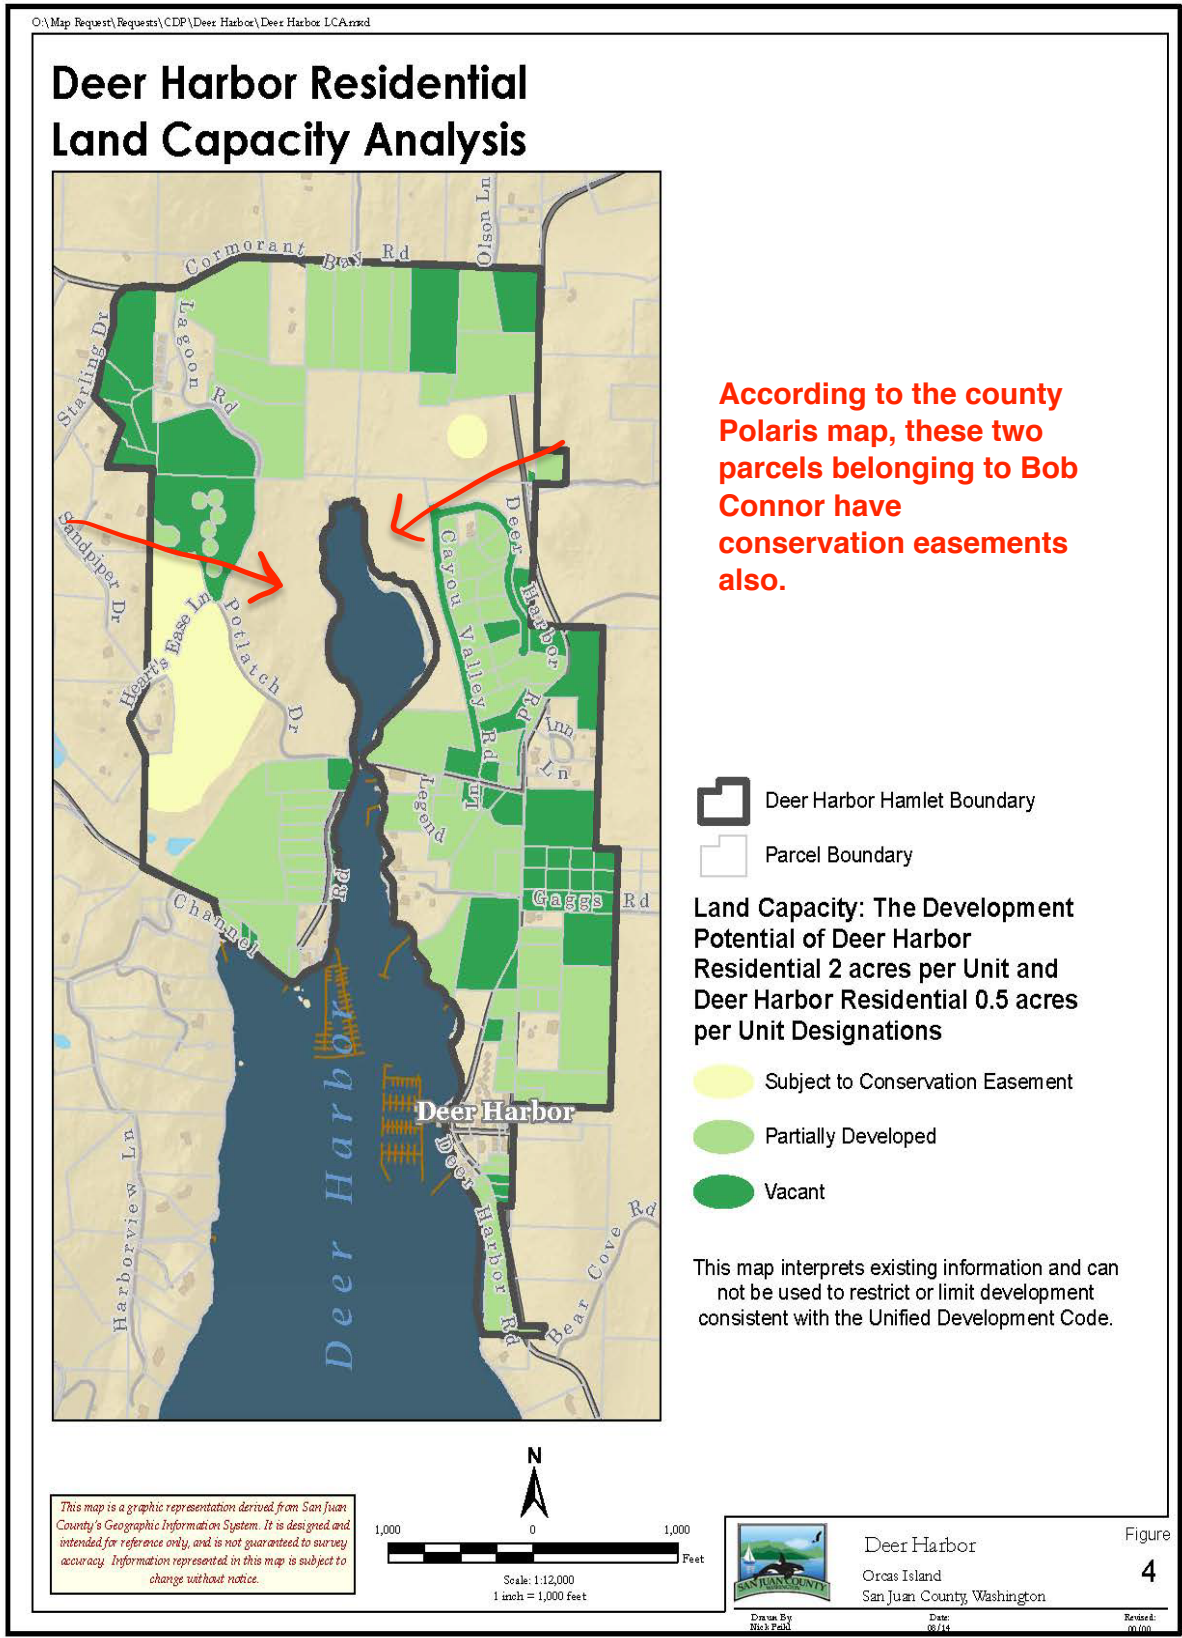 O:\Map Request\Requests\CDP\Deer Harbor\Deer Harbor LCA.mxd
Deer Harbor Residential
Land Capacity Analysis
Cormorant Bay Rd
Olson Ln
Starling Dr
Lagoon Rd
Sandpiper Dr
Heart's Ease Ln
Potlatch Dr
Cayou Valley Rd
Deer Harbor Rd
Inn Ln
Legend Ln
Gaggs Rd
Channel Rd
Deer Harbor
Deer Harbor
Deer Harbor Rd
Harborview Ln
Bear Cove Rd
According to the county
Polaris map, these two
parcels belonging to Bob
Connor have
conservation easements
also.
Deer Harbor Hamlet Boundary
Parcel Boundary
Land Capacity: The Development
Potential of Deer Harbor
Residential 2 acres per Unit and
Deer Harbor Residential 0.5 acres
per Unit Designations
Subject to Conservation Easement
Partially Developed
Vacant
This map interprets existing information and can
not be used to restrict or limit development
consistent with the Unified Development Code.
This map is a graphic representation derived from San Juan
County's Geographic Information System. It is designed and
intended for reference only, and is not guaranteed to survey
accuracy. Information represented in this map is subject to
change without notice.
N
1,000 0 1,000
Feet
Scale: 1:12,000
1 inch = 1,000 feet
SAN JUAN COUNTY
WASHINGTON
Deer Harbor
Orcas Island
San Juan County, Washington
Figure
4
Drawn By: Date: Revised:
Nick Peihl 08/14 00/00